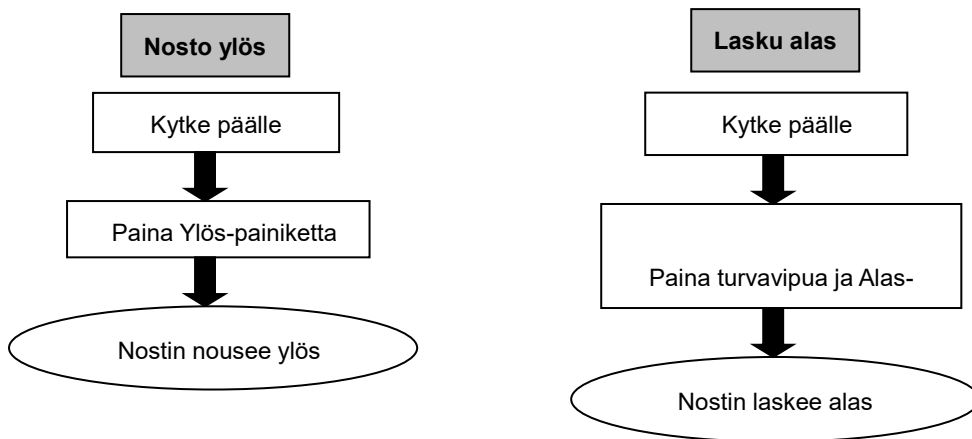 Nosto ylös
Kytke päälle
Paina Ylös-painiketta
Nostin nousee ylös
Lasku alas
Kytke päälle
Paina turvavipua ja Alas-
Nostin laskee alas